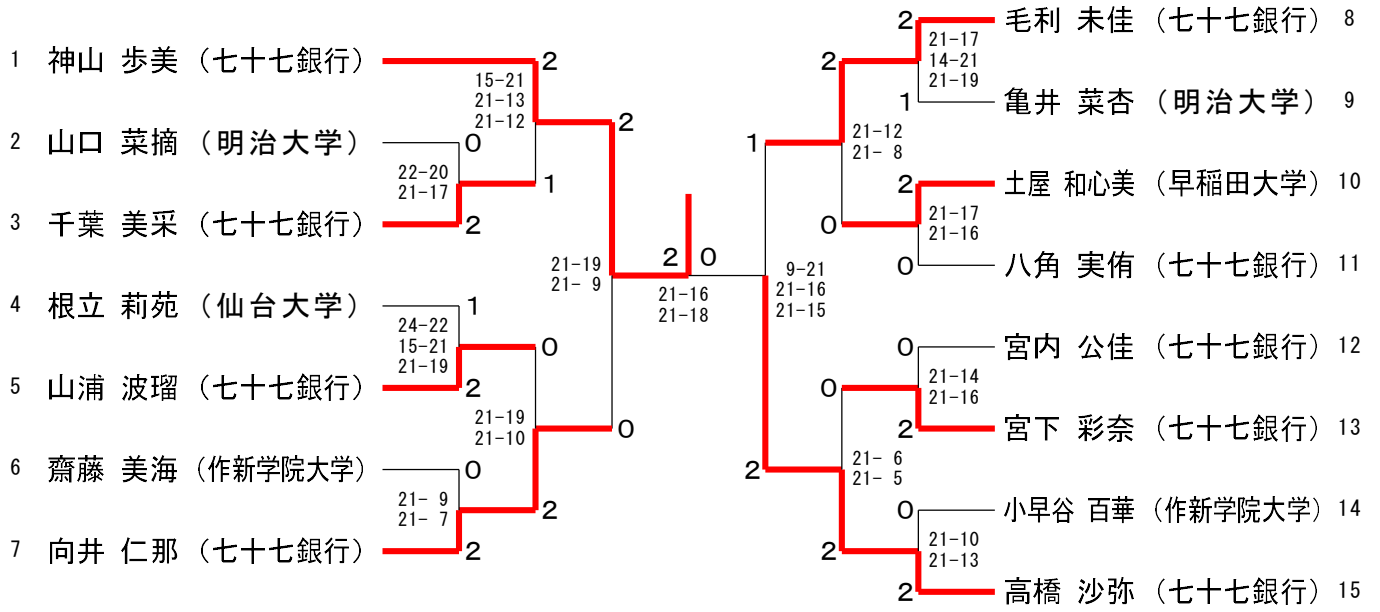 1 神山 歩美 (七十七銀行) 2
15-21
21-13
21-12
2 山口 菜摘 (明治大学) 0
22-20
21-17
1
3 千葉 美采 (七十七銀行) 2
2
21-19
21- 9
4 根立 莉苑 (仙台大学) 1
24-22
15-21
21-19
0
5 山浦 波瑠 (七十七銀行) 2
21-19
21-10
0
6 齋藤 美海 (作新学院大学) 0
21- 9
21- 7
2
7 向井 仁那 (七十七銀行) 2
2 0
21-16
21-18
2 毛利 未佳 (七十七銀行) 8
21-17
14-21
21-19
2
1 亀井 菜杏 (明治大学) 9
1
21-12
21- 8
2 土屋 和心美 (早稲田大学) 10
21-17
21-16
0
0 八角 実侑 (七十七銀行) 11
9-21
21-16
21-15
0 宮内 公佳 (七十七銀行) 12
21-14
21-16
0
2 宮下 彩奈 (七十七銀行) 13
2
21- 6
21- 5
0 小早谷 百華 (作新学院大学) 14
21-10
21-13
2
2 高橋 沙弥 (七十七銀行) 15